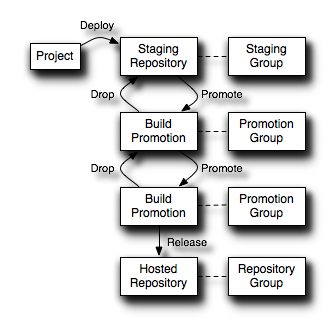 Deploy
Project
Staging
Repository
Staging
Group
Drop
Promote
Build
Promotion
Promotion
Group
Drop
Promote
Build
Promotion
Promotion
Group
Release
Hosted
Repository
Repository
Group